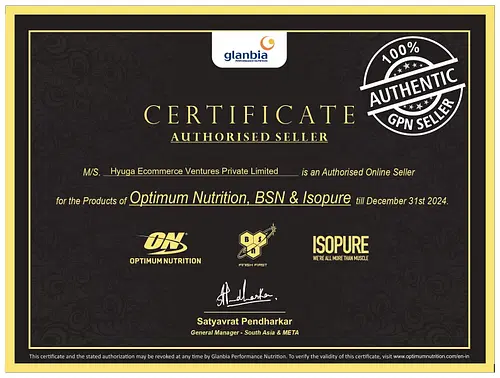 glanbia
PERFORMANCE NUTRITION
100%
AUTHENTIC
GPN SELLER
CERTIFICATE
AUTHORISED SELLER
M/S. Hyuga Ecommerce Ventures Private Limited is an Authorised Online Seller
for the Products of Optimum Nutrition, BSN & Isopure till December 31st 2024.
ON
OPTIMUM NUTRITION
FINISH FIRST
ISOPURE
WE'RE ALL MORE THAN MUSCLE
Satyavrat Pendharkar
General Manager - South Asia & META
This certificate and the stated authorization may be revoked at any time by Glanbia Performance Nutrition. To verify the validity of this certificate, visit www.optimumnutrition.com/en-in